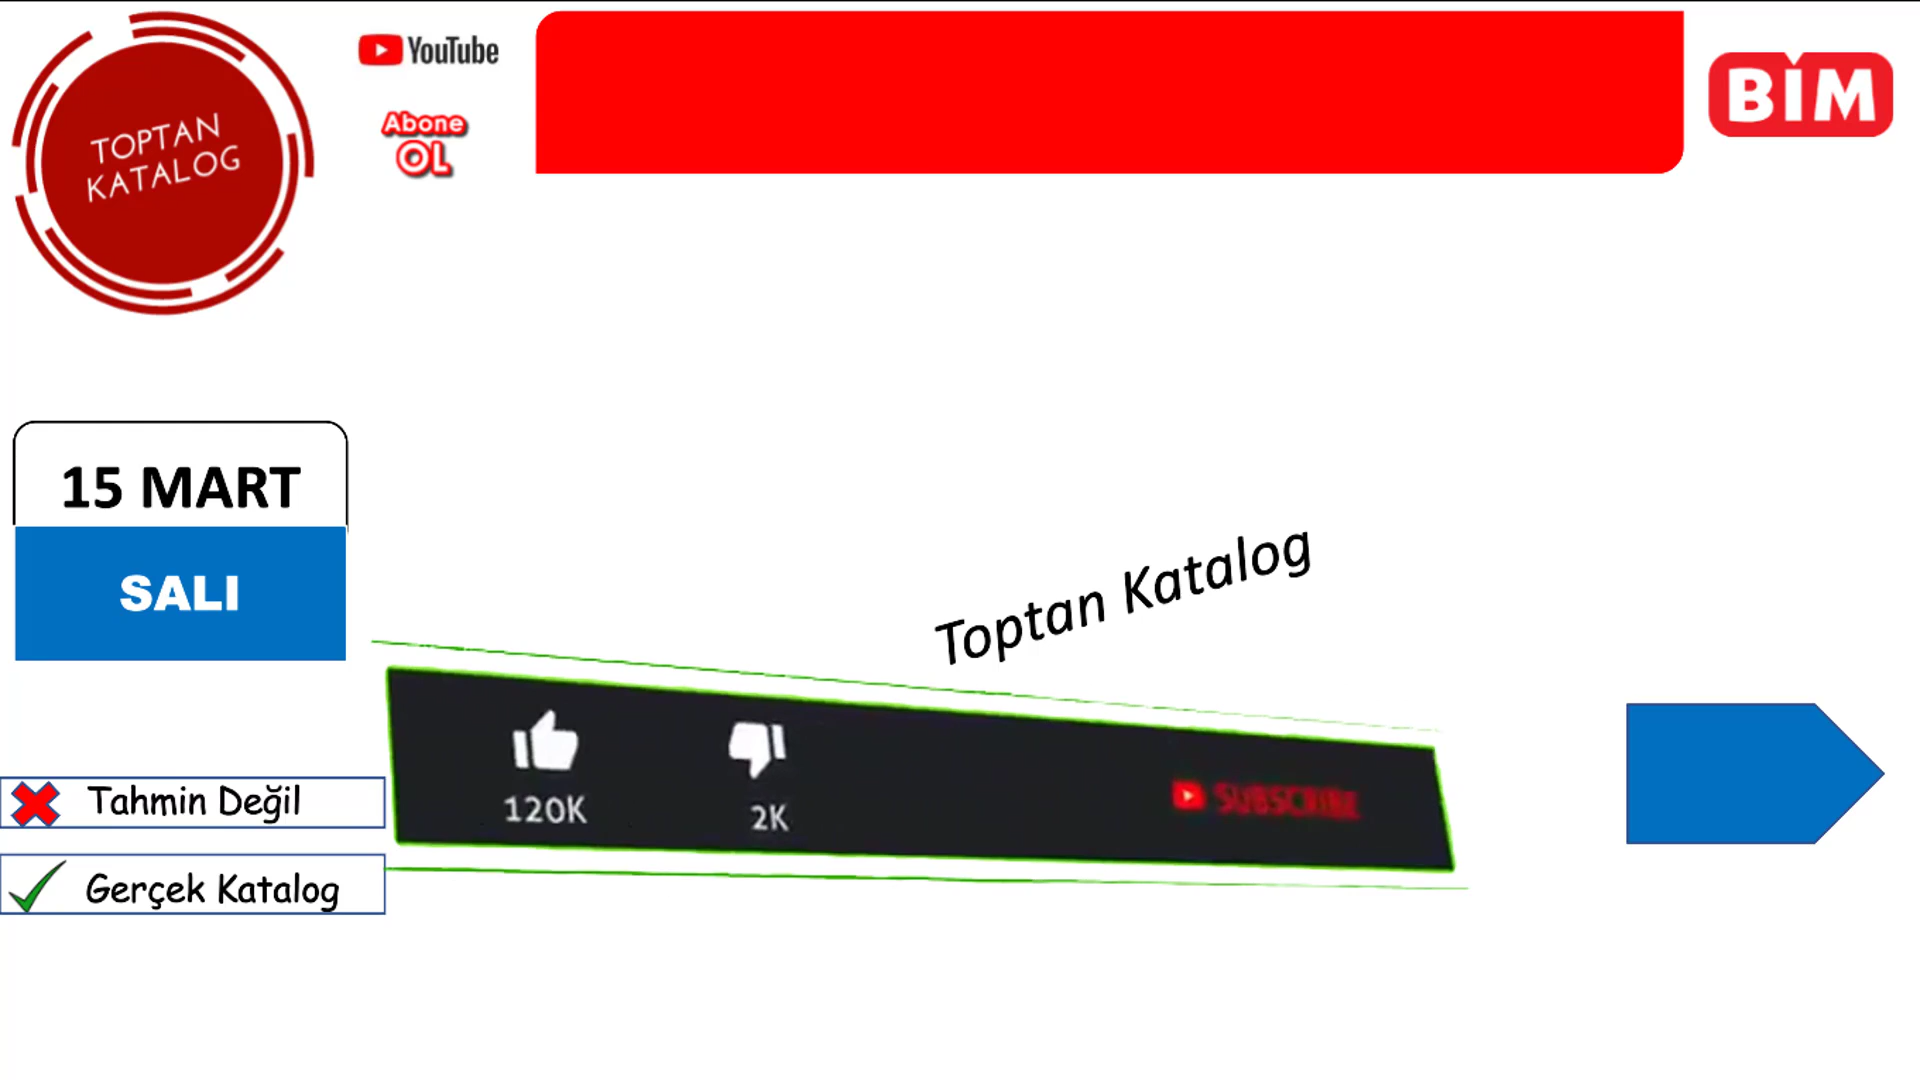 TOPTAN
KATALOG
YouTube
Abone
OL
BİM
15 MART
SALI
Toptan Katalog
120K
2K
SUBSCRIBE
Tahmin Değil
Gerçek Katalog